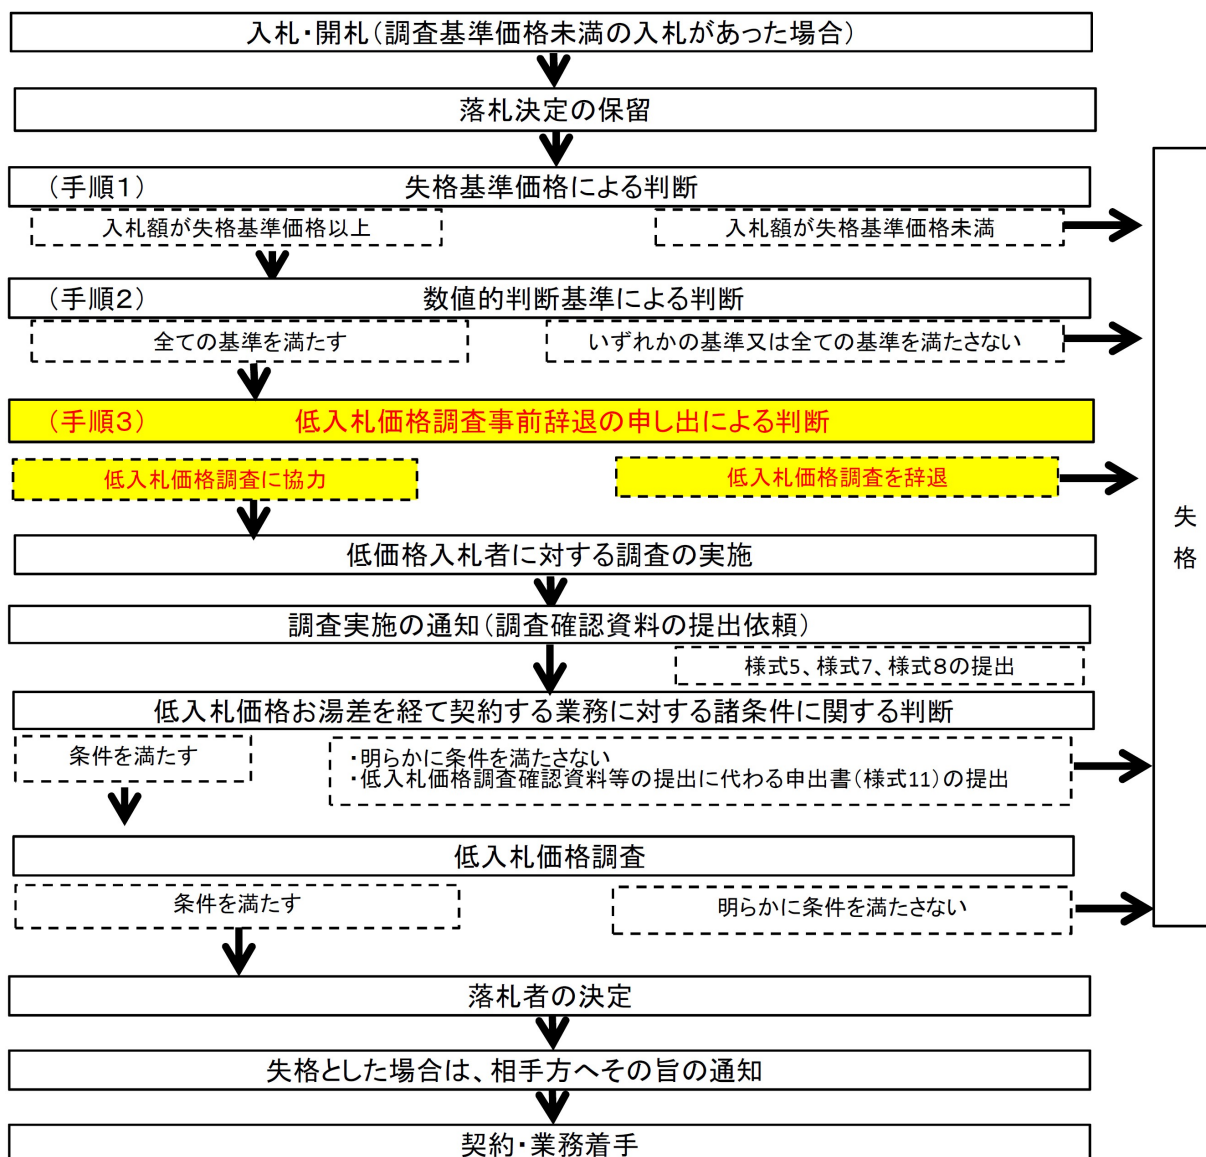 入札・開札（調査基準価格未満の入札があった場合）
落札決定の保留
（手順１） 失格基準価格による判断
入札額が失格基準価格以上
入札額が失格基準価格未満
（手順２） 数値的判断基準による判断
全ての基準を満たす
いずれかの基準又は全ての基準を満たさない
（手順３） 低入札価格調査事前辞退の申し出による判断
低入札価格調査に協力
低入札価格調査を辞退
失
格
低価格入札者に対する調査の実施
調査実施の通知（調査確認資料の提出依頼）
様式5、様式7、様式８の提出
低入札価格お湯差を経て契約する業務に対する諸条件に関する判断
条件を満たす
・明らかに条件を満たさない
・低入札価格調査確認資料等の提出に代わる申出書（様式11）の提出
低入札価格調査
条件を満たす
明らかに条件を満たさない
落札者の決定
失格とした場合は、相手方へその旨の通知
契約・業務着手